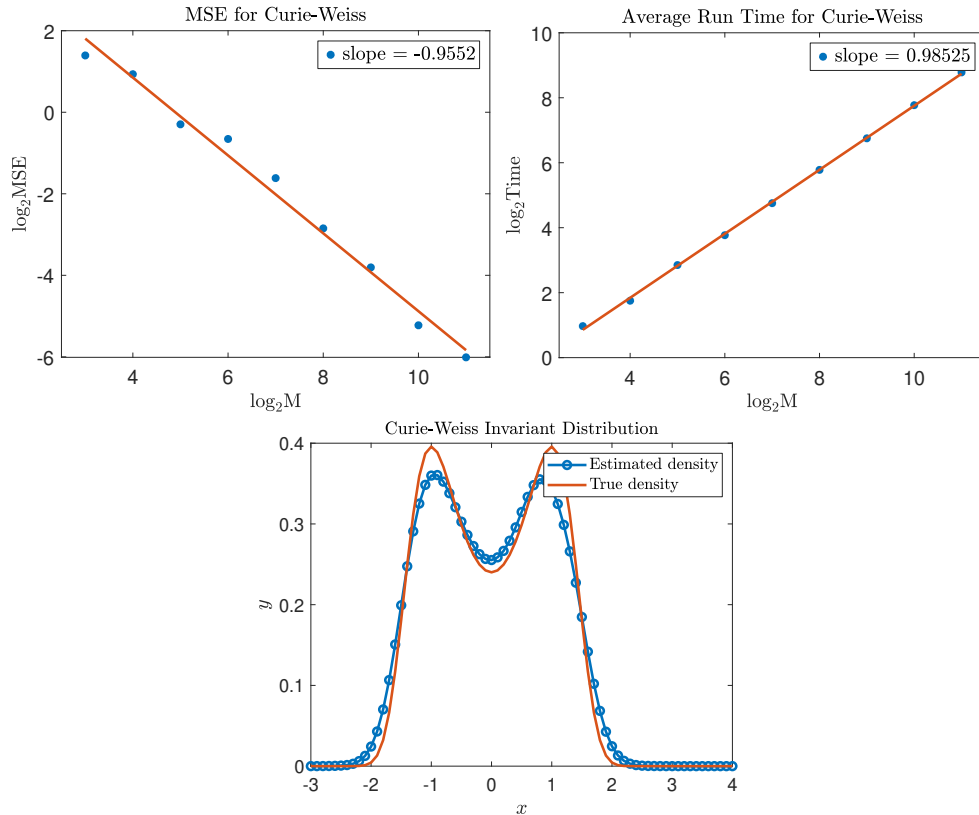 MSE for Curie-Weiss
slope = -0.9552
2
0
-2
-4
-6
log₂MSE
4
6
8
10
log₂M
Average Run Time for Curie-Weiss
slope = 0.98525
10
8
6
4
2
0
log₂Time
4
6
8
10
log₂M
Curie-Weiss Invariant Distribution
Estimated density
True density
0.4
0.3
0.2
0.1
0
y
-3
-2
-1
0
1
2
3
4
x